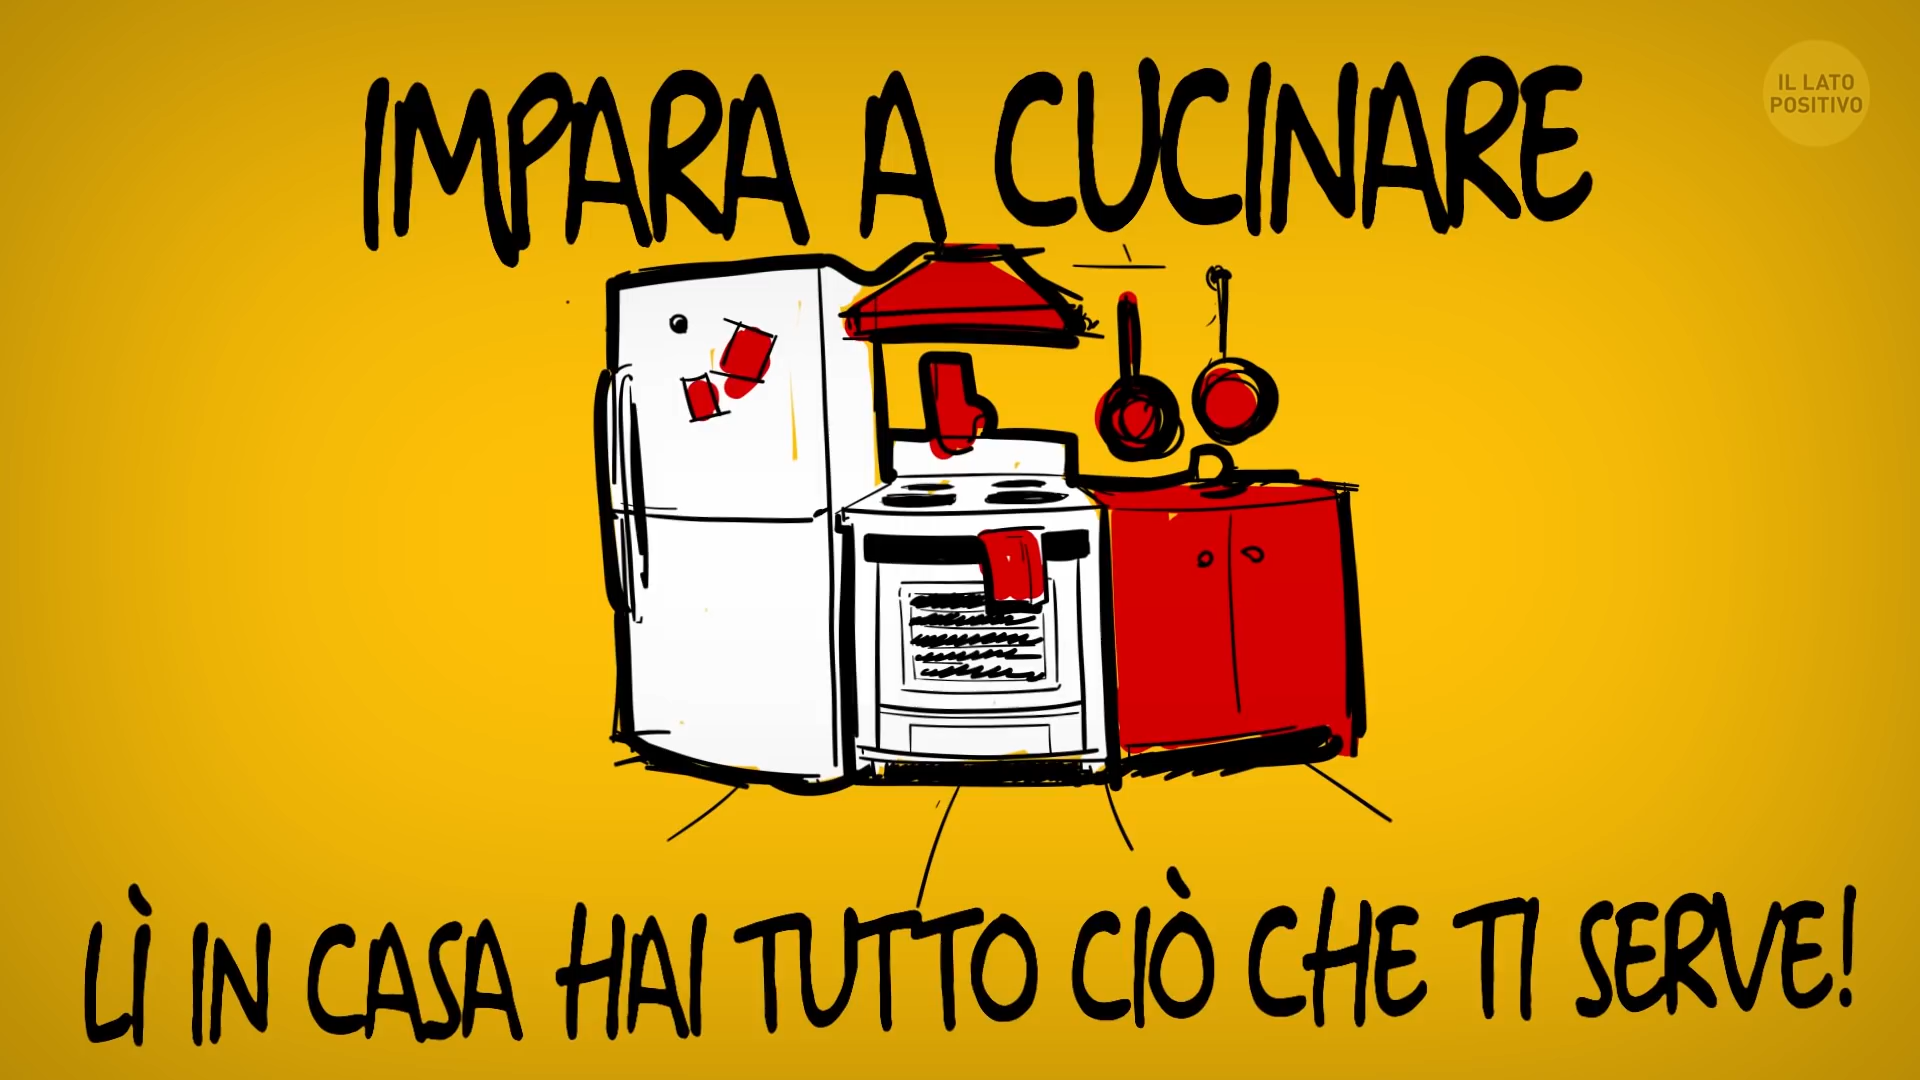 IMPARA A CUCINARE
IL LATO
POSITIVO
LÌ IN CASA HAI TUTTO CIÒ CHE TI SERVE!